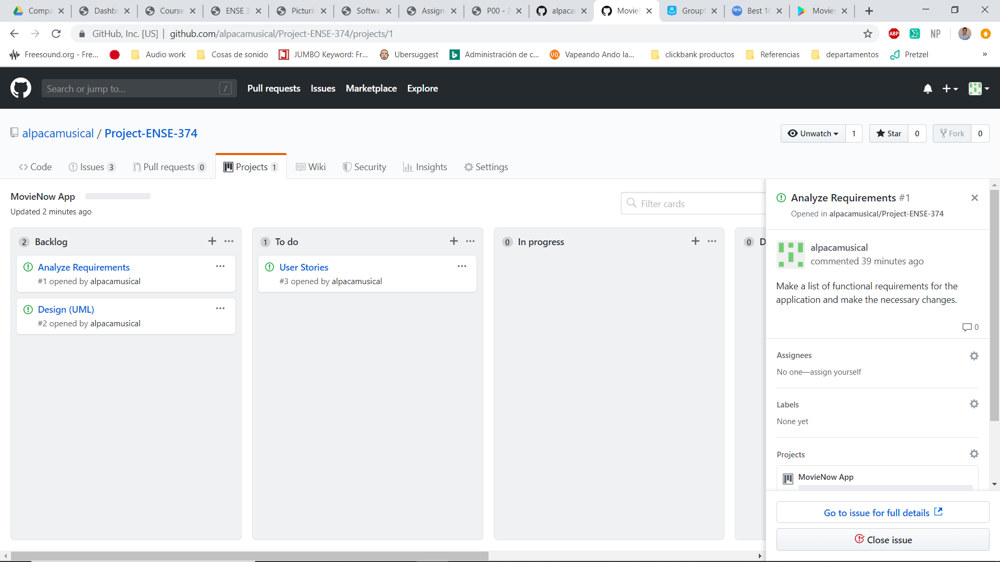 Compa Dashbo Course ENSE 3 Picturi Softwa Assign P00 - 3 alpaca Movie Group Best 10 Movies
GitHub, Inc. [US] | github.com/alpacamusical/Project-ENSE-374/projects/1 ABP NP
Freesound.org - Fre... Audio work Cosas de sonido JUMBO Keyword: Fr... Ubersuggest Administración de c... Vapeando Ando la... clickbank productos Referencias departamentos Pretzel »
Search or jump to... / Pull requests Issues Marketplace Explore
alpacamusical / Project-ENSE-374 Unwatch 1 Star 0 Fork 0
Code Issues 3 Pull requests 0 Projects 1 Wiki Security Insights Settings
MovieNow App
Updated 2 minutes ago
Filter cards
2 Backlog
Analyze Requirements
#1 opened by alpacamusical
Design (UML)
#2 opened by alpacamusical
1 To do
User Stories
#3 opened by alpacamusical
0 In progress
0 D
Analyze Requirements #1
Opened in alpacamusical/Project-ENSE-374
alpacamusical
commented 39 minutes ago
Make a list of functional requirements for the
application and make the necessary changes.
0
Assignees
No one—assign yourself
Labels
None yet
Projects
MovieNow App
Go to issue for full details
Close issue